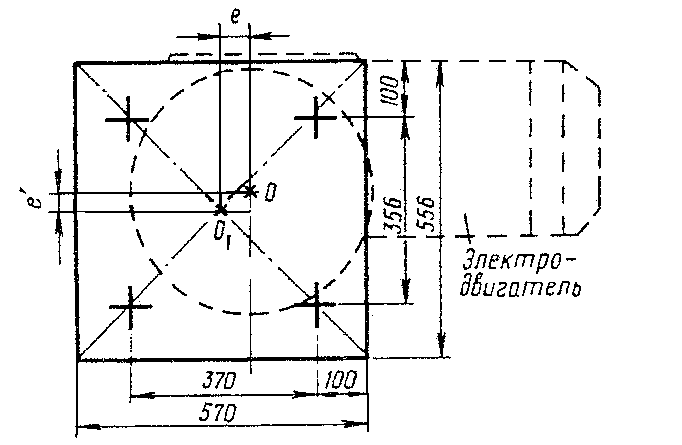 e
100
e'
O
O₁
356
556
Электро-
двигатель
370
100
570